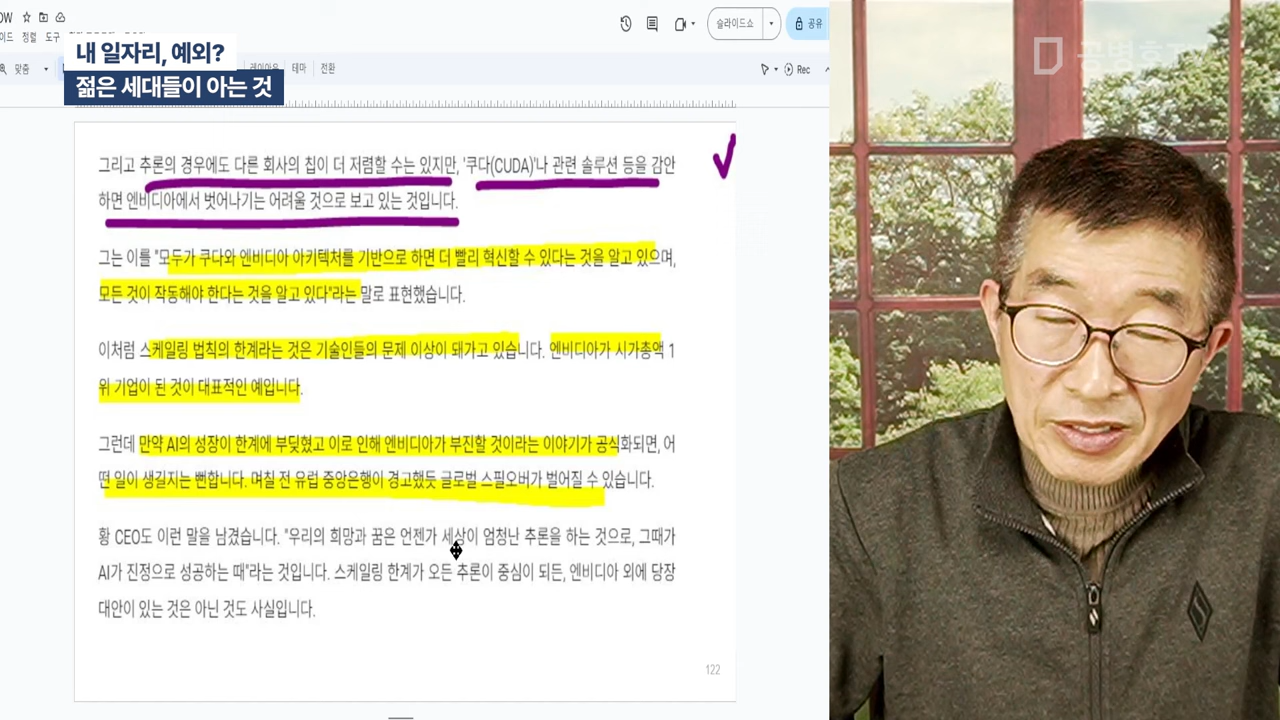 OW
슬라이드쇼
공유
이드 정렬 도구
내 일자리, 예외?
젊은 세대들이 아는 것
맞춤
레이아웃 테마 전환
Rec
공병호TV
그리고 추론의 경우에도 다른 회사의 칩이 더 저렴할 수는 있지만, '쿠다(CUDA)'나 관련 솔루션 등을 감안
하면 엔비디아에서 벗어나기는 어려울 것으로 보고 있는 것입니다.
그는 이를 "모두가 쿠다와 엔비디아 아키텍처를 기반으로 하면 더 빨리 혁신할 수 있다는 것을 알고 있으며,
모든 것이 작동해야 한다는 것을 알고 있다"라는 말로 표현했습니다.
이처럼 스케일링 법칙의 한계라는 것은 기술인들의 문제 이상이 돼가고 있습니다. 엔비디아가 시가총액 1
위 기업이 된 것이 대표적인 예입니다.
그런데 만약 AI의 성장이 한계에 부딪혔고 이로 인해 엔비디아가 부진할 것이라는 이야기가 공식화되면, 어
떤 일이 생길지는 뻔합니다. 며칠 전 유럽 중앙은행이 경고했듯 글로벌 스필오버가 벌어질 수 있습니다.
황 CEO도 이런 말을 남겼습니다. "우리의 희망과 꿈은 언젠가 세상이 엄청난 추론을 하는 것으로, 그때가
AI가 진정으로 성공하는 때"라는 것입니다. 스케일링 한계가 오든 추론이 중심이 되든, 엔비디아 외에 당장
대안이 있는 것은 아닌 것도 사실입니다.
122